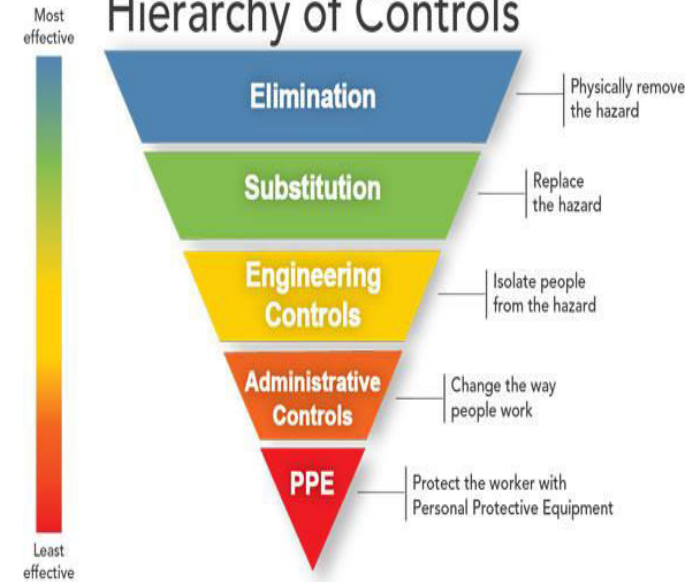 Hierarchy of Controls
Most
effective
Elimination
Physically remove
the hazard
Substitution
Replace
the hazard
Engineering
Controls
Isolate people
from the hazard
Administrative
Controls
Change the way
people work
PPE
Protect the worker with
Personal Protective Equipment
Least
effective